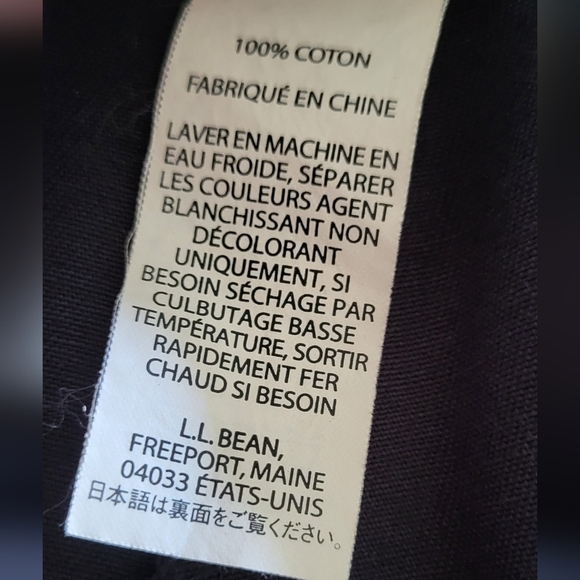 100% COTON
FABRIQUÉ EN CHINE
LAVER EN MACHINE EN
EAU FROIDE, SÉPARER
LES COULEURS AGENT
BLANCHISSANT NON
DÉCOLORANT
UNIQUEMENT, SI
BESOIN SÉCHAGE PAR
CULBUTAGE BASSE
TEMPÉRATURE, SORTIR
RAPIDEMENT FER
CHAUD SI BESOIN
L.L. BEAN,
FREEPORT, MAINE
04033 ÉTATS-UNIS
日本語は裏面をご覧ください。